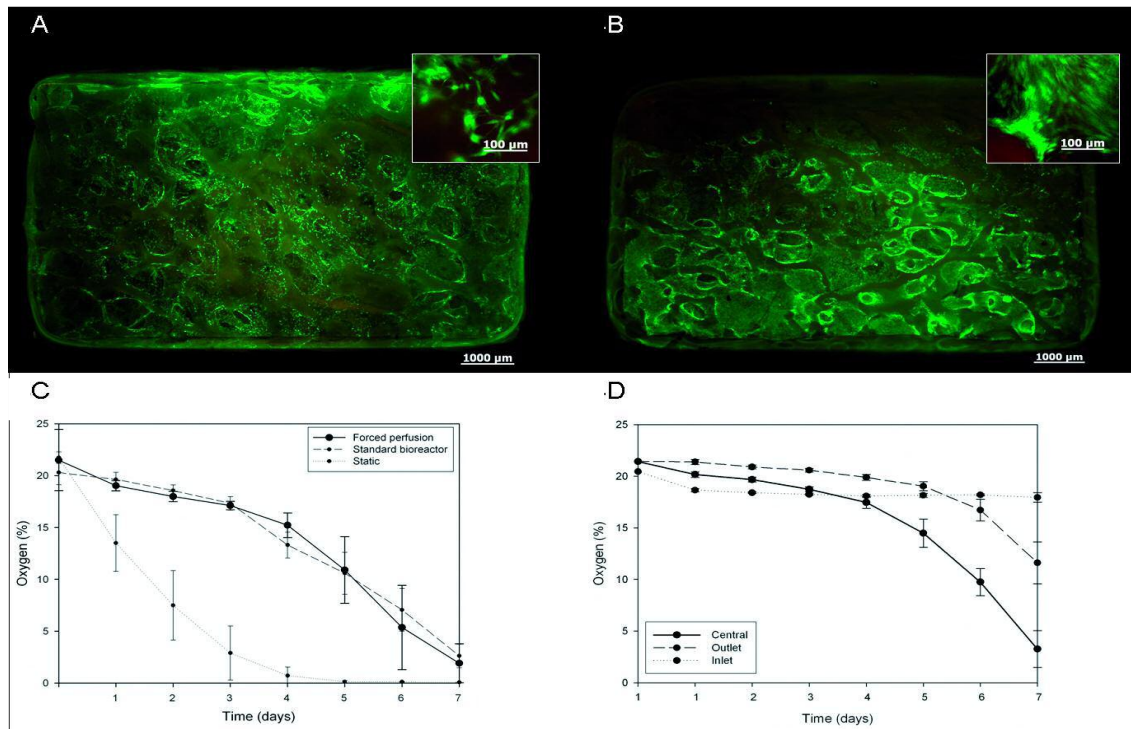 A
B
100 µm
100 µm
1000 µm
1000 µm
C
D
25
20
15
10
5
0
Oxygen (%)
Forced perfusion
Standard bioreactor
Static
1 2 3 4 5 6 7
Time (days)
25
20
15
10
5
0
Oxygen (%)
Central
Outlet
Inlet
1 1 2 3 4 5 6 7
Time (days)